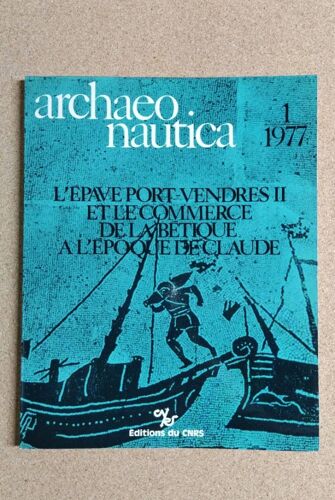 archaeo
nautica
1
1977
L'ÉPAVE PORT-VENDRES II
ET LE COMMERCE
DE LA BÉTIQUE
A L'ÉPOQUE DE CLAUDE
Éditions du CNRS